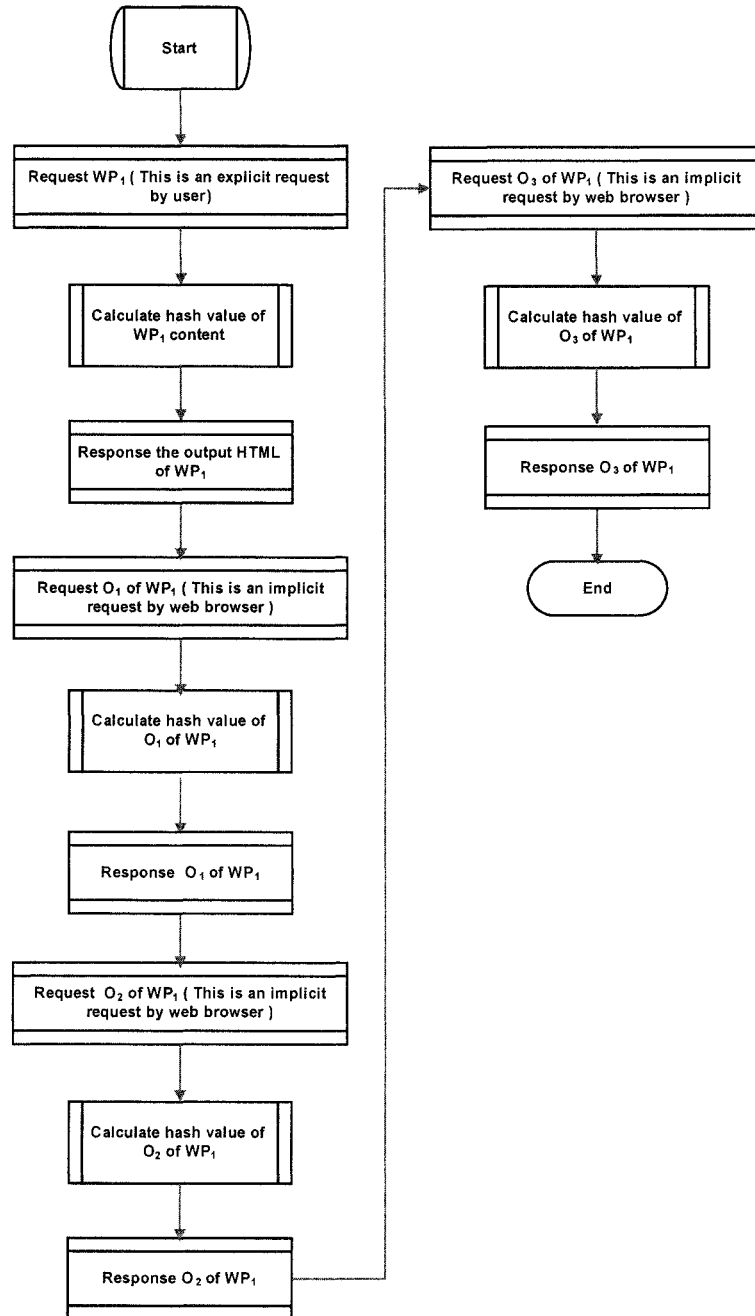 Start
Request WP₁ ( This is an explicit request
by user)
Calculate hash value of
WP₁ content
Response the output HTML
of WP₁
Request O₁ of WP₁ ( This is an implicit
request by web browser )
Calculate hash value of
O₁ of WP₁
Response O₁ of WP₁
Request O₂ of WP₁ ( This is an implicit
request by web browser )
Calculate hash value of
O₂ of WP₁
Response O₂ of WP₁
Request O₃ of WP₁ ( This is an implicit
request by web browser )
Calculate hash value of
O₃ of WP₁
Response O₃ of WP₁
End